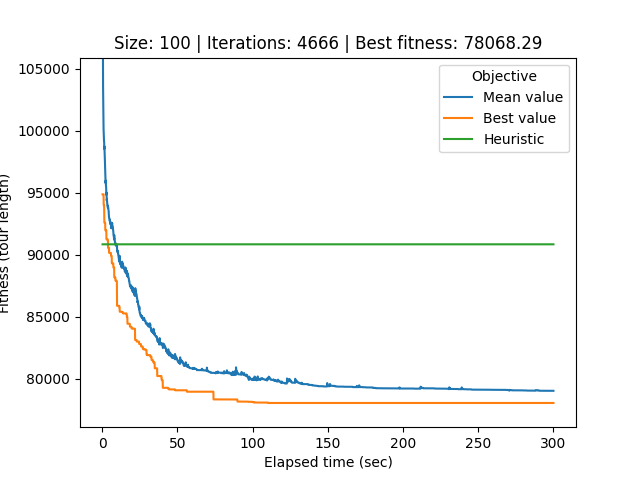 Size: 100 | Iterations: 4666 | Best fitness: 78068.29
Objective
Mean value
Best value
Heuristic
105000
100000
95000
90000
85000
80000
Fitness (tour length)
0 50 100 150 200 250 300
Elapsed time (sec)